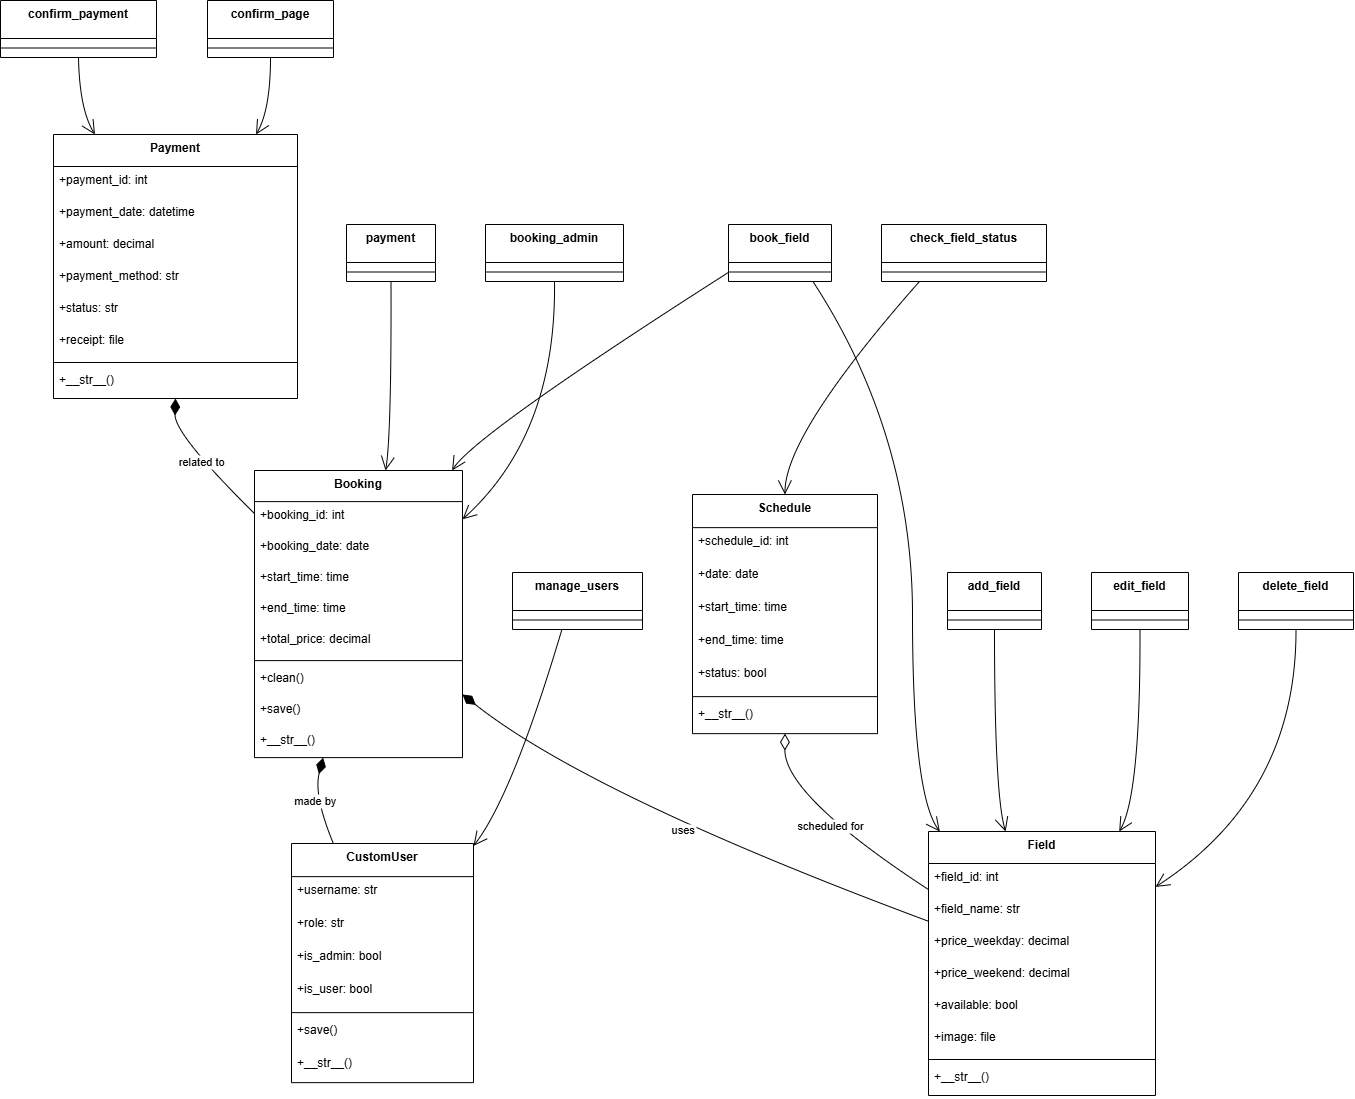 confirm_payment
confirm_page
Payment
+payment_id: int
+payment_date: datetime
+amount: decimal
+payment_method: str
+status: str
+receipt: file
+__str__()
payment
booking_admin
book_field
check_field_status
related to
Booking
+booking_id: int
+booking_date: date
+start_time: time
+end_time: time
+total_price: decimal
+clean()
+save()
+__str__()
Schedule
+schedule_id: int
+date: date
+start_time: time
+end_time: time
+status: bool
+__str__()
manage_users
add_field
edit_field
delete_field
made by
uses
scheduled for
CustomUser
+username: str
+role: str
+is_admin: bool
+is_user: bool
+save()
+__str__()
Field
+field_id: int
+field_name: str
+price_weekday: decimal
+price_weekend: decimal
+available: bool
+image: file
+__str__()